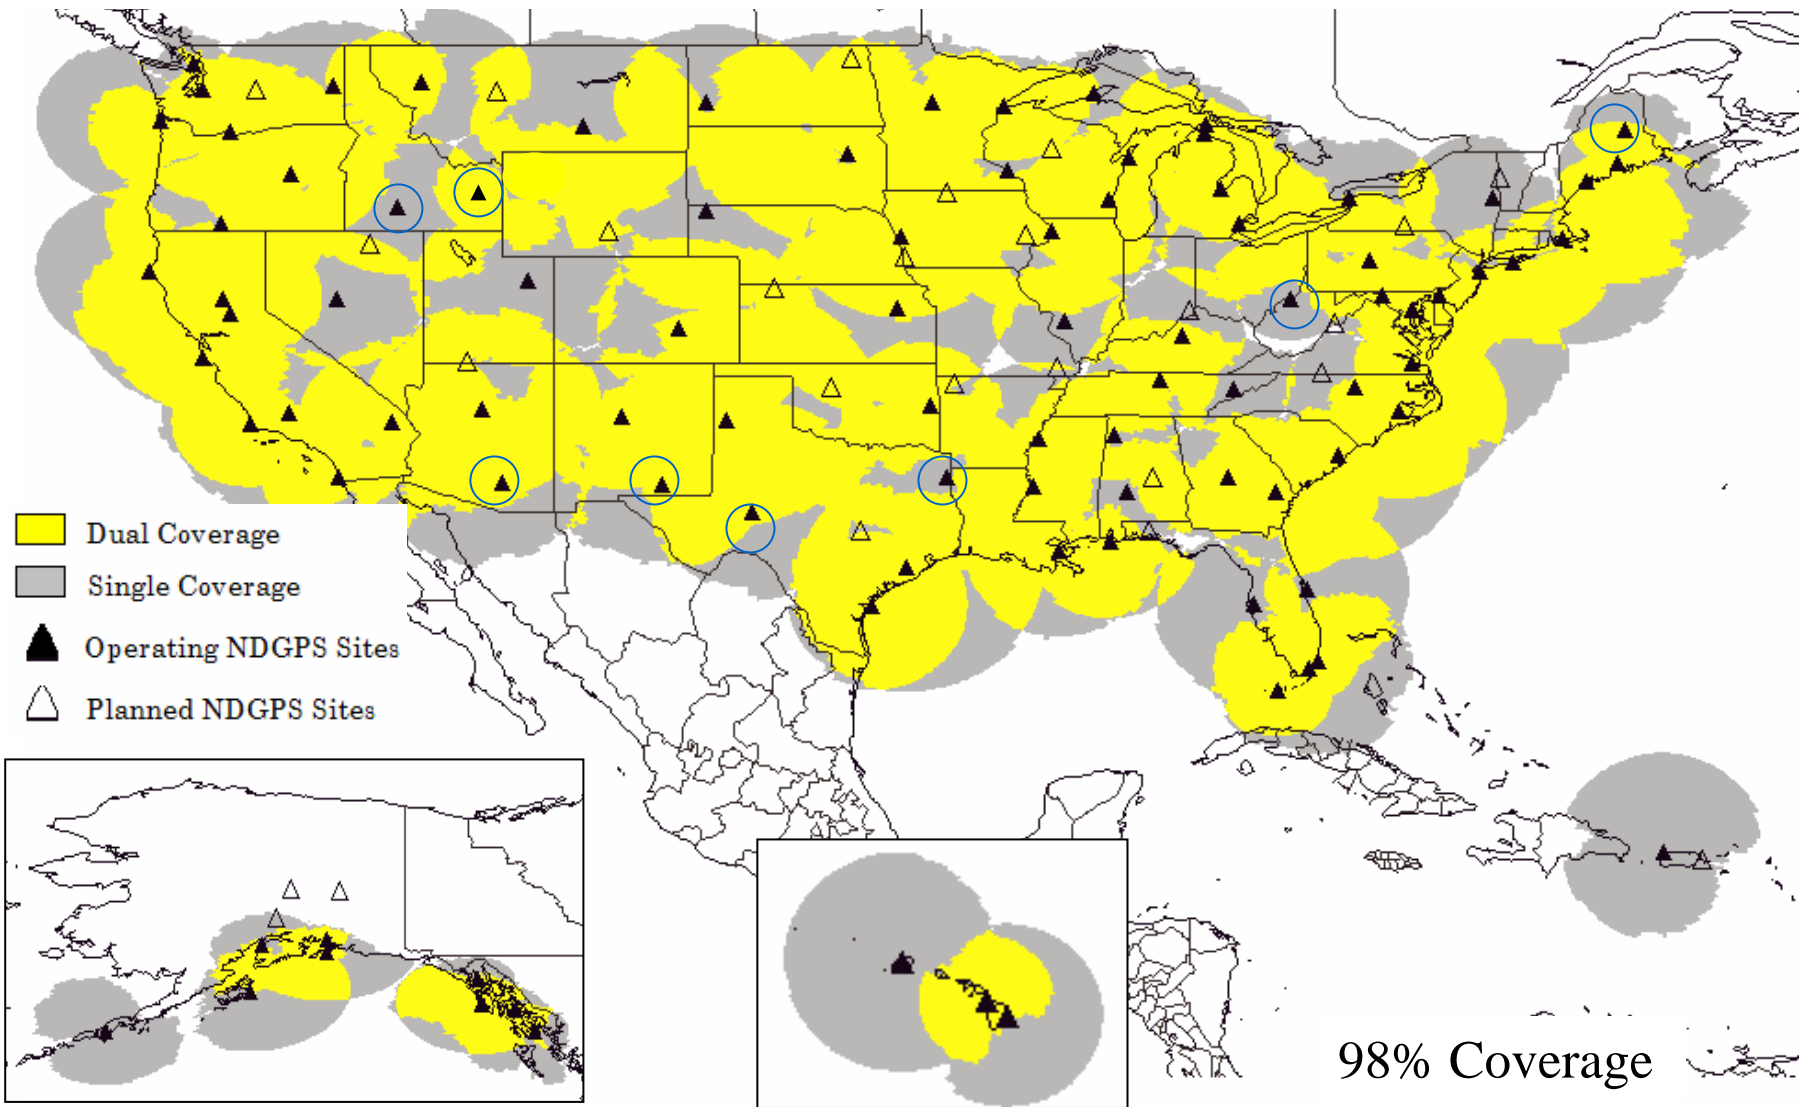 Dual Coverage
Single Coverage
Operating NDGPS Sites
Planned NDGPS Sites
98% Coverage